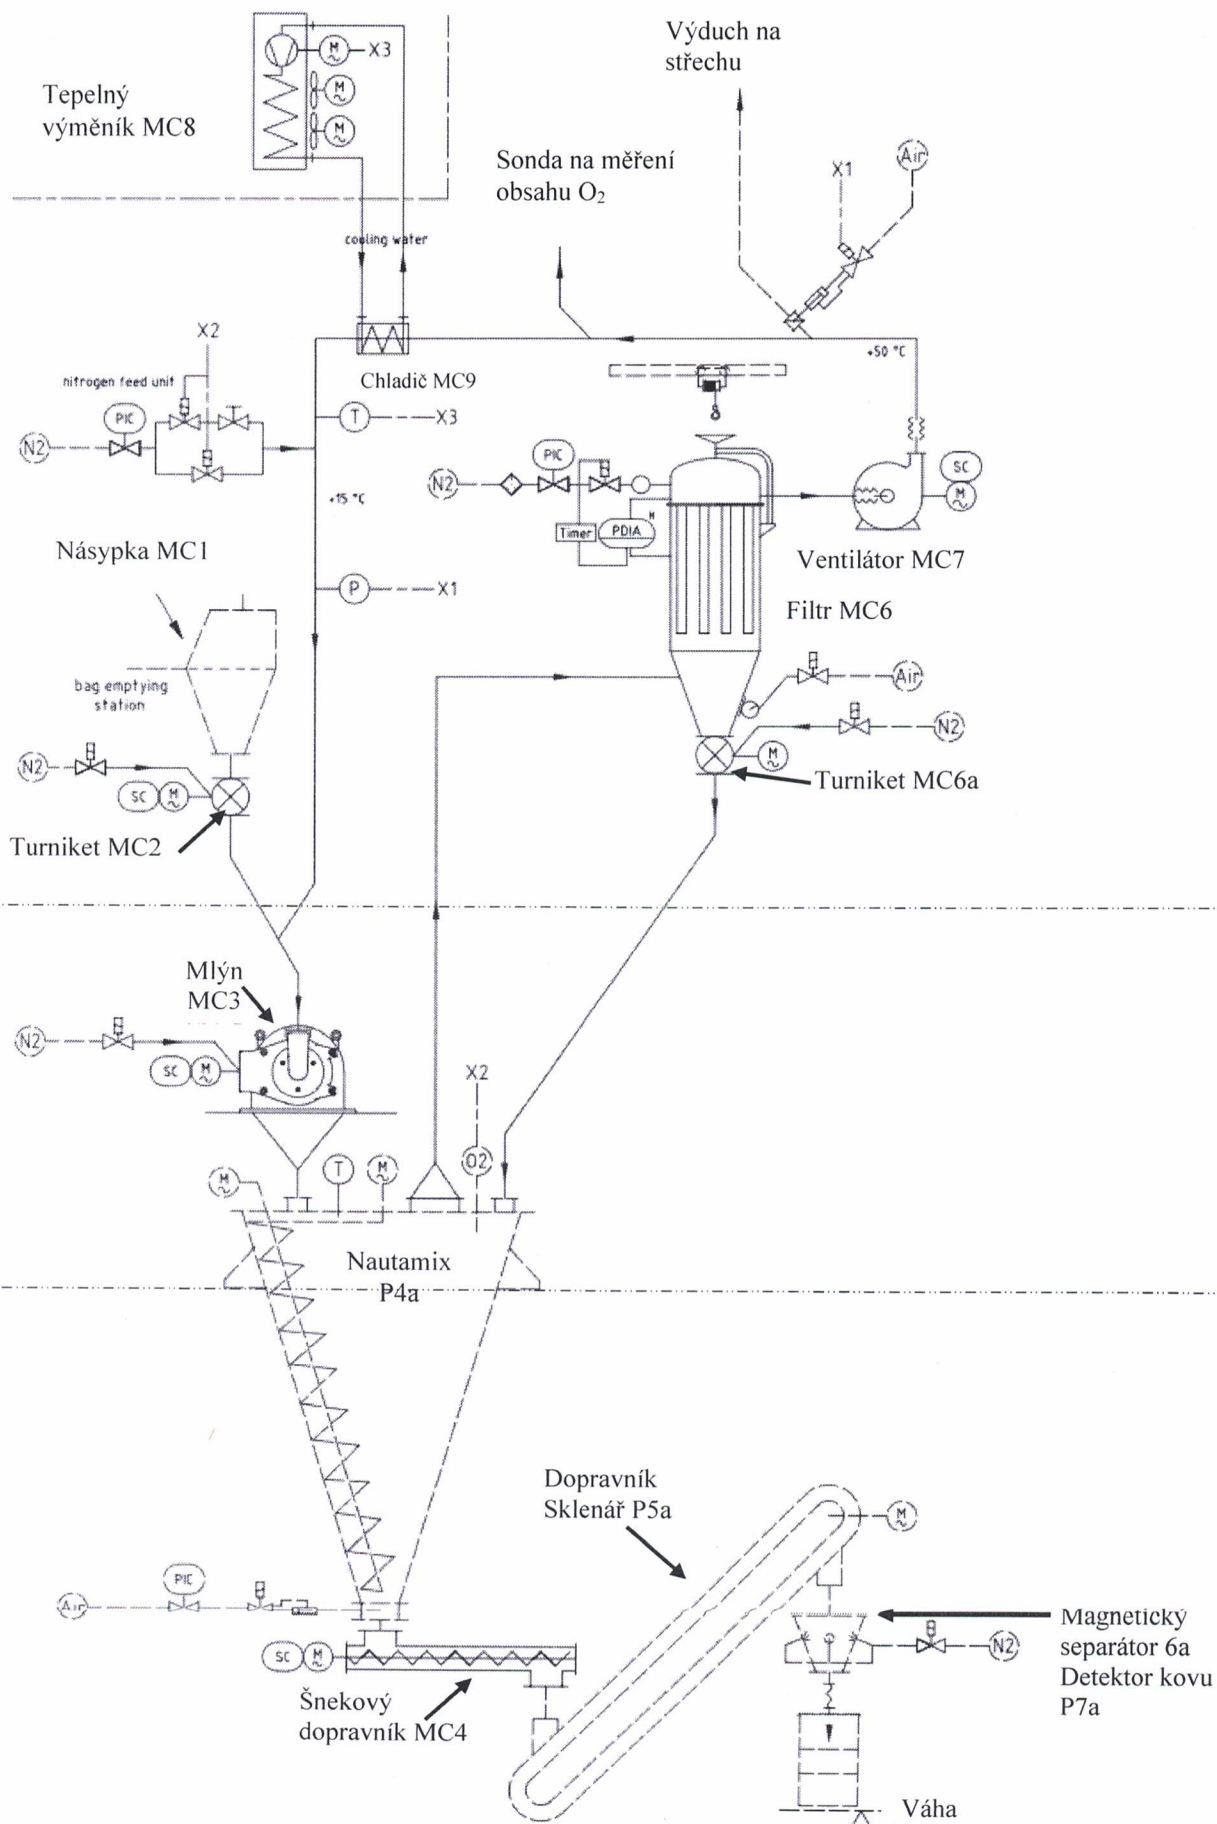 Výduch na
střechu
M
X3
Tepelný
výměník MC8
M
M
Sonda na měření
obsahu O2
X1
Air
cooling water
X2
+50 °C
nitrogen feed unit
Chladič MC9
PIC
T
X3
N2
PIC
SC
N2
M
+15 °C
H
Timer
PDIA
Násypka MC1
Ventilátor MC7
P
X1
Filtr MC6
bag emptying
station
Air
N2
N2
M
SC
M
Turniket MC6a
Turniket MC2
Mlýn
MC3
N2
SC
M
X2
O2
T
M
M
Nautamix
P4a
Dopravník
Sklenář P5a
M
PIC
Air
Magnetický
separátor 6a
Detektor kovu
P7a
N2
SC
M
Šnekový
dopravník MC4
Váha